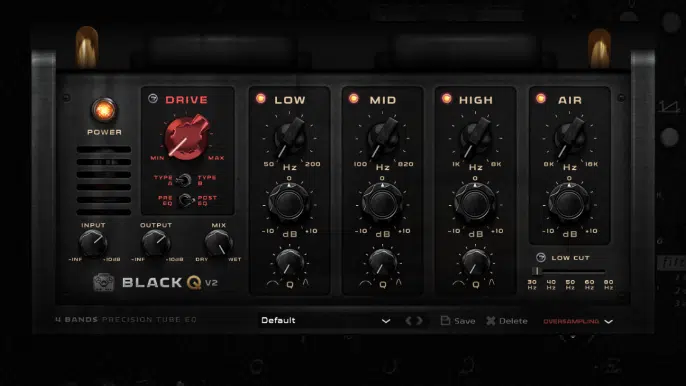 DRIVE
LOW
MID
HIGH
AIR
POWER
MIN MAX
50 200
Hz
100 820
Hz
1K 8K
Hz
8K 16K
Hz
TYPE A TYPE B
PRE EQ POST EQ
0
-10 +10
dB
0
-10 +10
dB
0
-10 +10
dB
0
-10 +10
dB
INPUT
-INF +10dB
OUTPUT
-INF +10dB
MIX
DRY WET
Q
Q
Q
LOW CUT
30 Hz 40 Hz 50 Hz 60 Hz 80 Hz
BLACK Q V2
4 BANDS PRECISION TUBE EQ
Default
Save
Delete
OVERSAMPLING